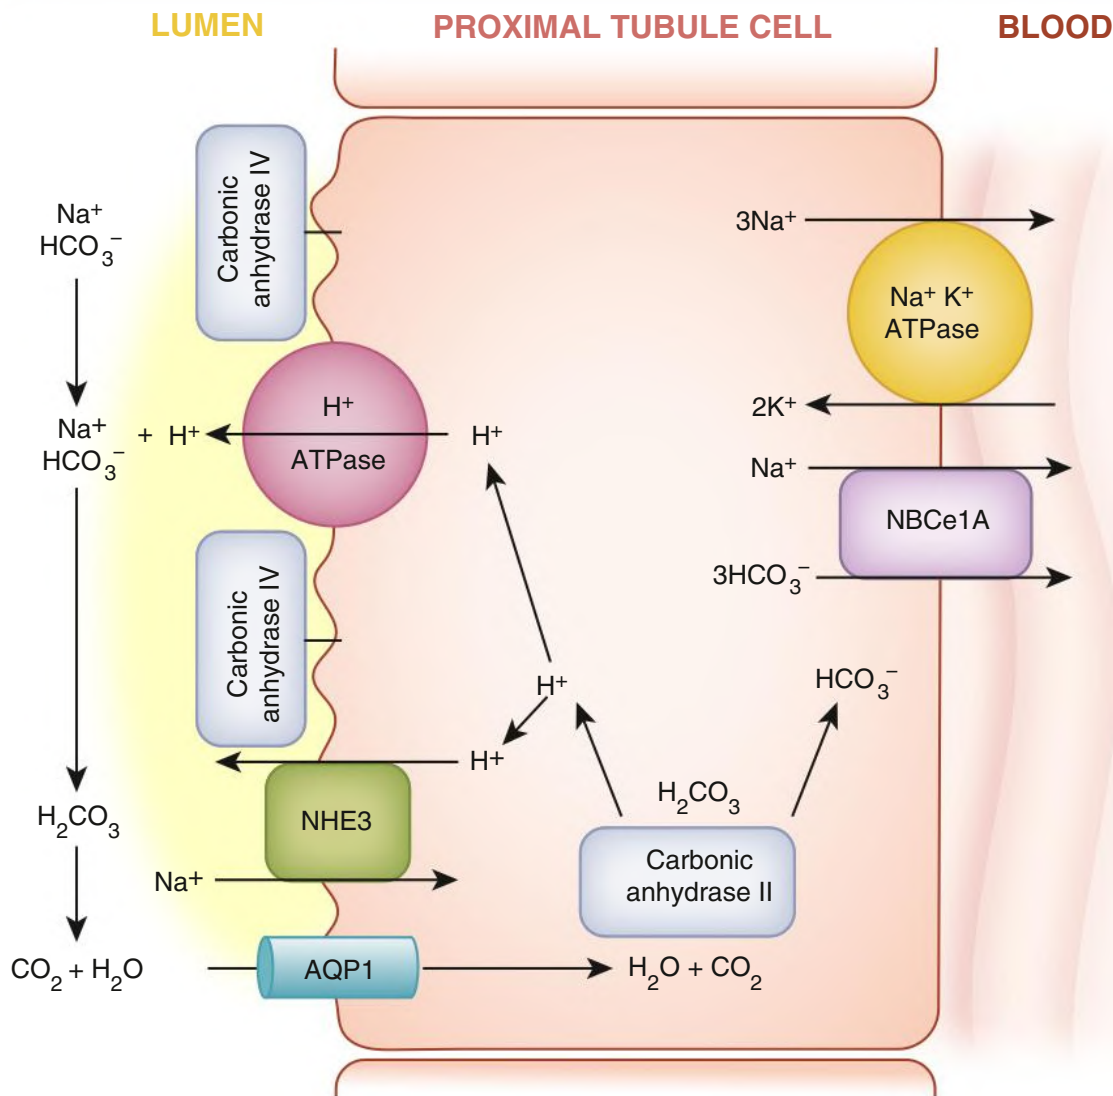 LUMEN
PROXIMAL TUBULE CELL
BLOOD
Carbonic
anhydrase IV
Na⁺
HCO₃⁻
3Na⁺
Na⁺ K⁺
ATPase
2K⁺
Na⁺
HCO₃⁻
+ H⁺
H⁺
ATPase
H⁺
Na⁺
NBCe1A
3HCO₃⁻
Carbonic
anhydrase IV
H⁺
HCO₃⁻
H⁺
H₂CO₃
NHE3
H₂CO₃
Carbonic
anhydrase II
Na⁺
CO₂ + H₂O
AQP1
H₂O + CO₂